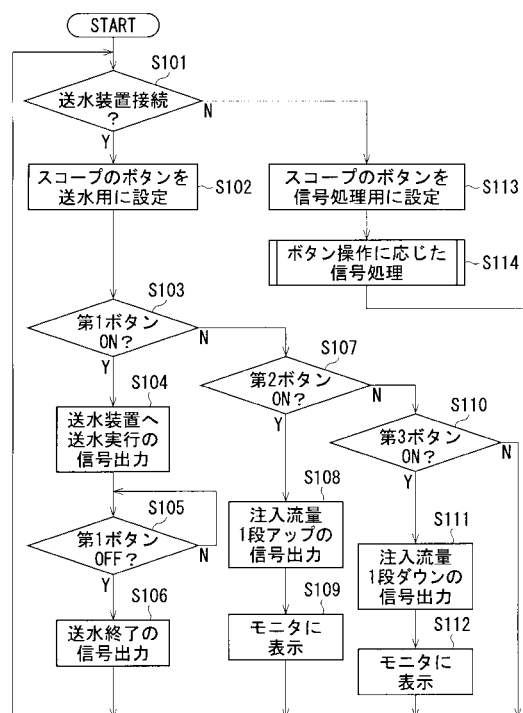 START
S101
送水装置接続
?
N
Y
スコープのボタンを
送水用に設定
S102
スコープのボタンを
信号処理用に設定
S113
ボタン操作に応じた
信号処理
S114
S103
第1ボタン
ON?
N
Y
S107
第2ボタン
ON?
N
Y
S104
送水装置へ
送水実行の
信号出力
S110
第3ボタン
ON?
N
Y
S105
第1ボタン
OFF?
N
Y
S108
注入流量
1段アップの
信号出力
S111
注入流量
1段ダウンの
信号出力
S106
送水終了の
信号出力
S109
モニタに
表示
S112
モニタに
表示